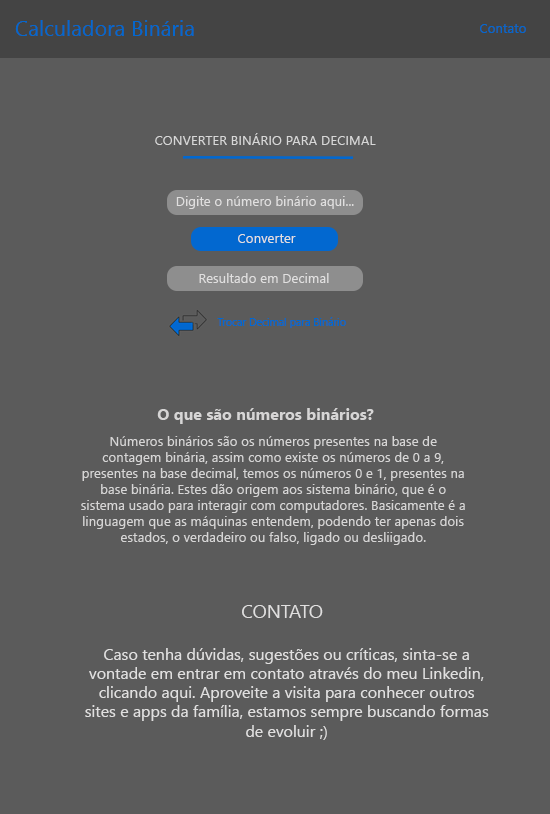 Calculadora Binária
Contato
CONVERTER BINÁRIO PARA DECIMAL
Digite o número binário aqui...
Converter
Resultado em Decimal
Trocar Decimal para Binário
O que são números binários?
Números binários são os números presentes na base de
contagem binária, assim como existe os números de 0 a 9,
presentes na base decimal, temos os números 0 e 1, presentes na
base binária. Estes dão origem aos sistema binário, que é o
sistema usado para interagir com computadores. Basicamente é a
linguagem que as máquinas entendem, podendo ter apenas dois
estados, o verdadeiro ou falso, ligado ou desliigado.
CONTATO
Caso tenha dúvidas, sugestões ou críticas, sinta-se a
vontade em entrar em contato através do meu Linkedin,
clicando aqui. Aproveite a visita para conhecer outros
sites e apps da família, estamos sempre buscando formas
de evoluir ;)